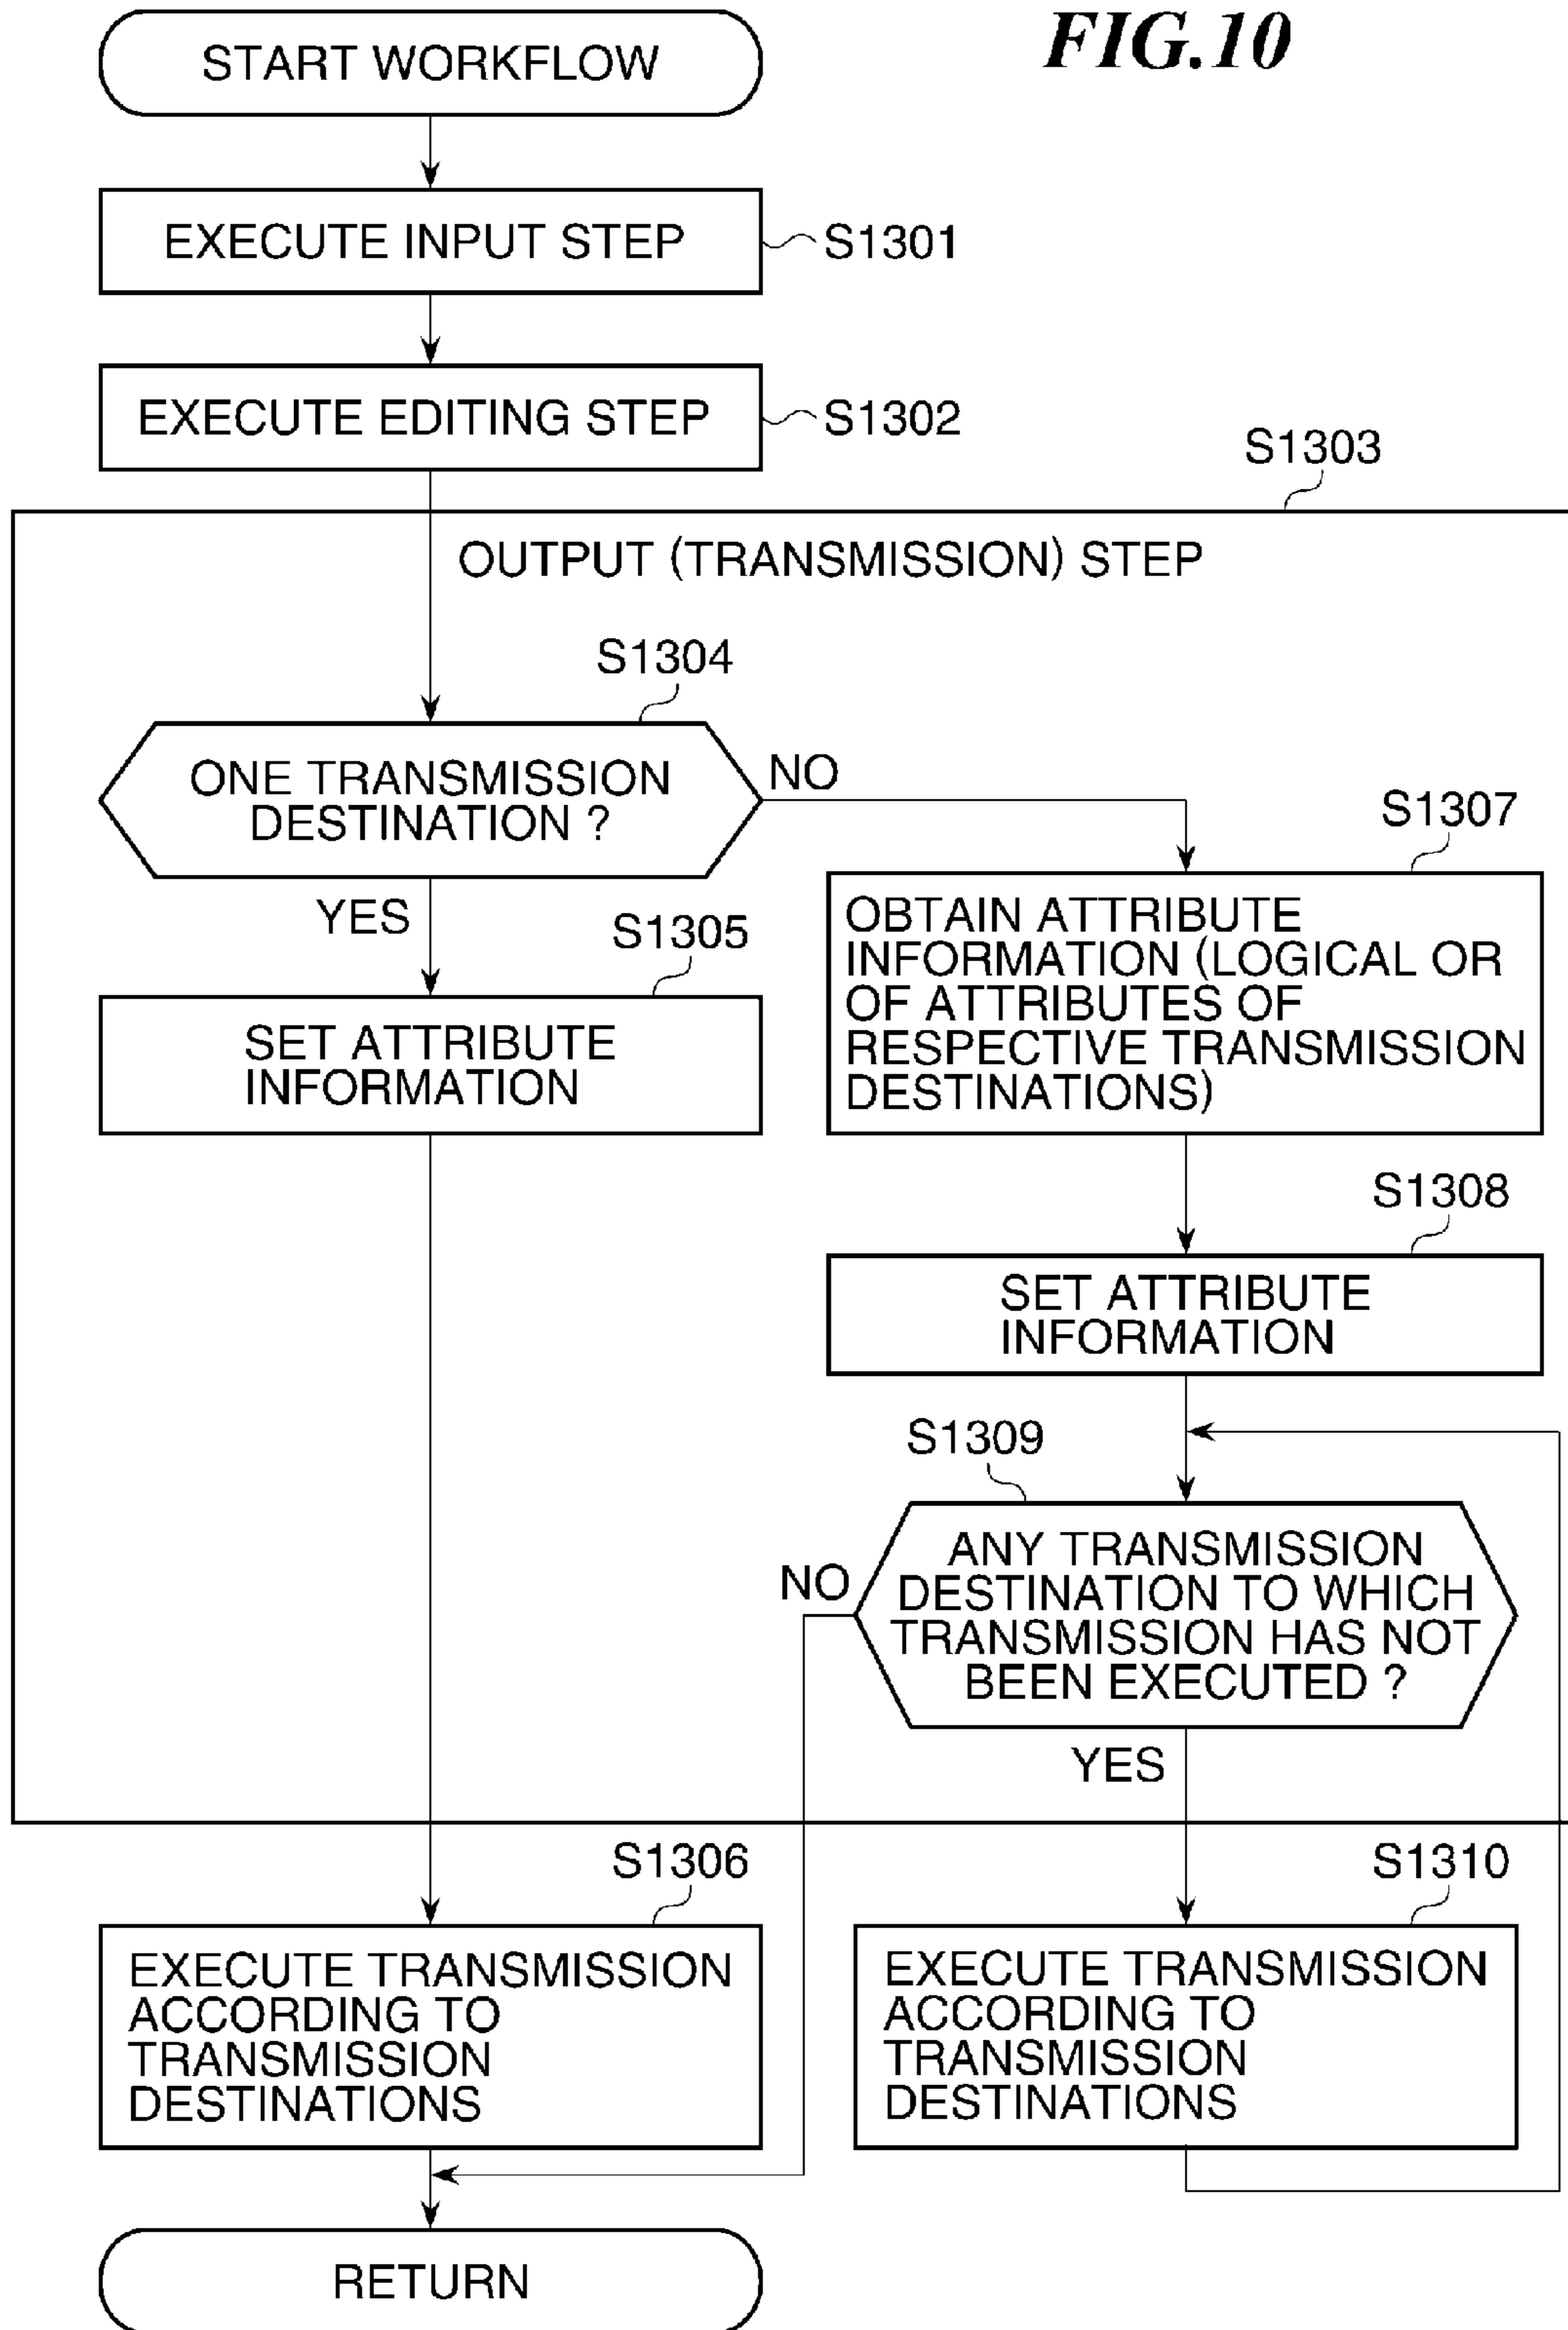 FIG.10
START WORKFLOW
EXECUTE INPUT STEP
S1301
EXECUTE EDITING STEP
S1302
S1303
OUTPUT (TRANSMISSION) STEP
S1304
ONE TRANSMISSION
DESTINATION ?
NO
YES
S1305
SET ATTRIBUTE
INFORMATION
S1307
OBTAIN ATTRIBUTE
INFORMATION (LOGICAL OR
OF ATTRIBUTES OF
RESPECTIVE TRANSMISSION
DESTINATIONS)
S1308
SET ATTRIBUTE
INFORMATION
S1309
ANY TRANSMISSION
DESTINATION TO WHICH
TRANSMISSION HAS NOT
BEEN EXECUTED ?
NO
YES
S1306
EXECUTE TRANSMISSION
ACCORDING TO
TRANSMISSION
DESTINATIONS
S1310
EXECUTE TRANSMISSION
ACCORDING TO
TRANSMISSION
DESTINATIONS
RETURN